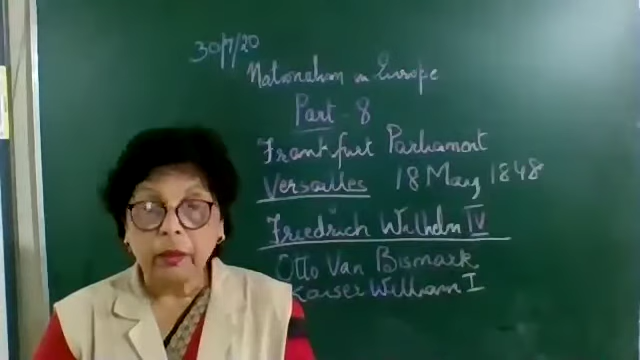 30/7/20
Nationalism in Europe
Part - 8
Frankfurt Parliament
Versailles 18 May 1848
Friedrich Wilhelm IV
Otto Van Bismark
Kaiser William I